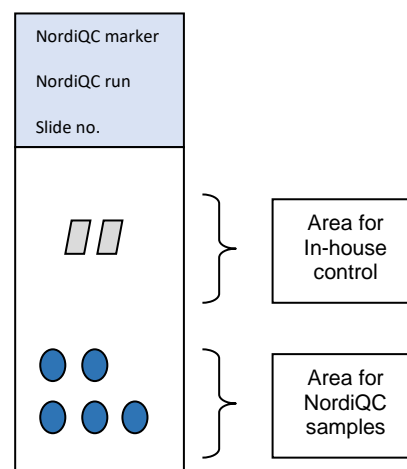 NordiQC marker
NordiQC run
Slide no.
Area for
In-house
control
Area for
NordiQC
samples